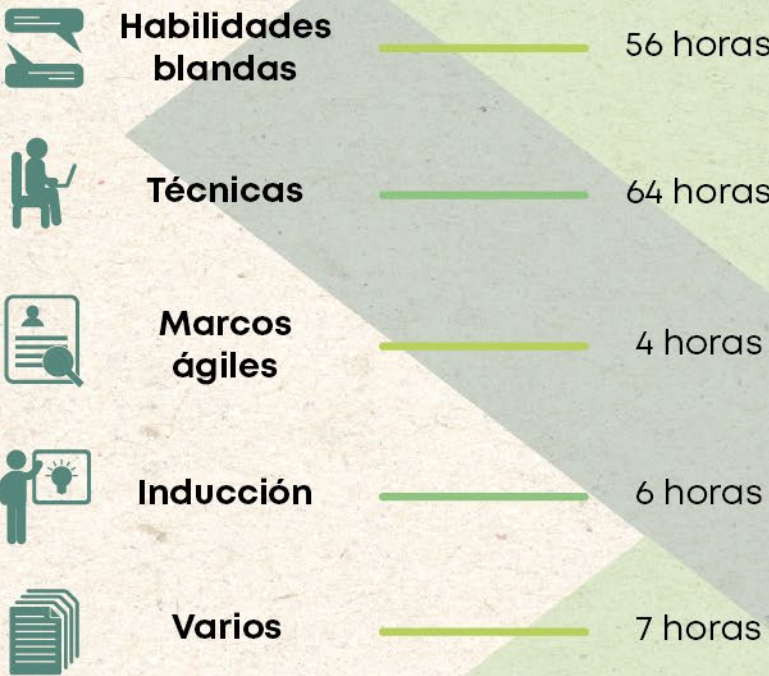 Habilidades
blandas
56 horas
Técnicas
64 horas
Marcos
ágiles
4 horas
Inducción
6 horas
Varios
7 horas